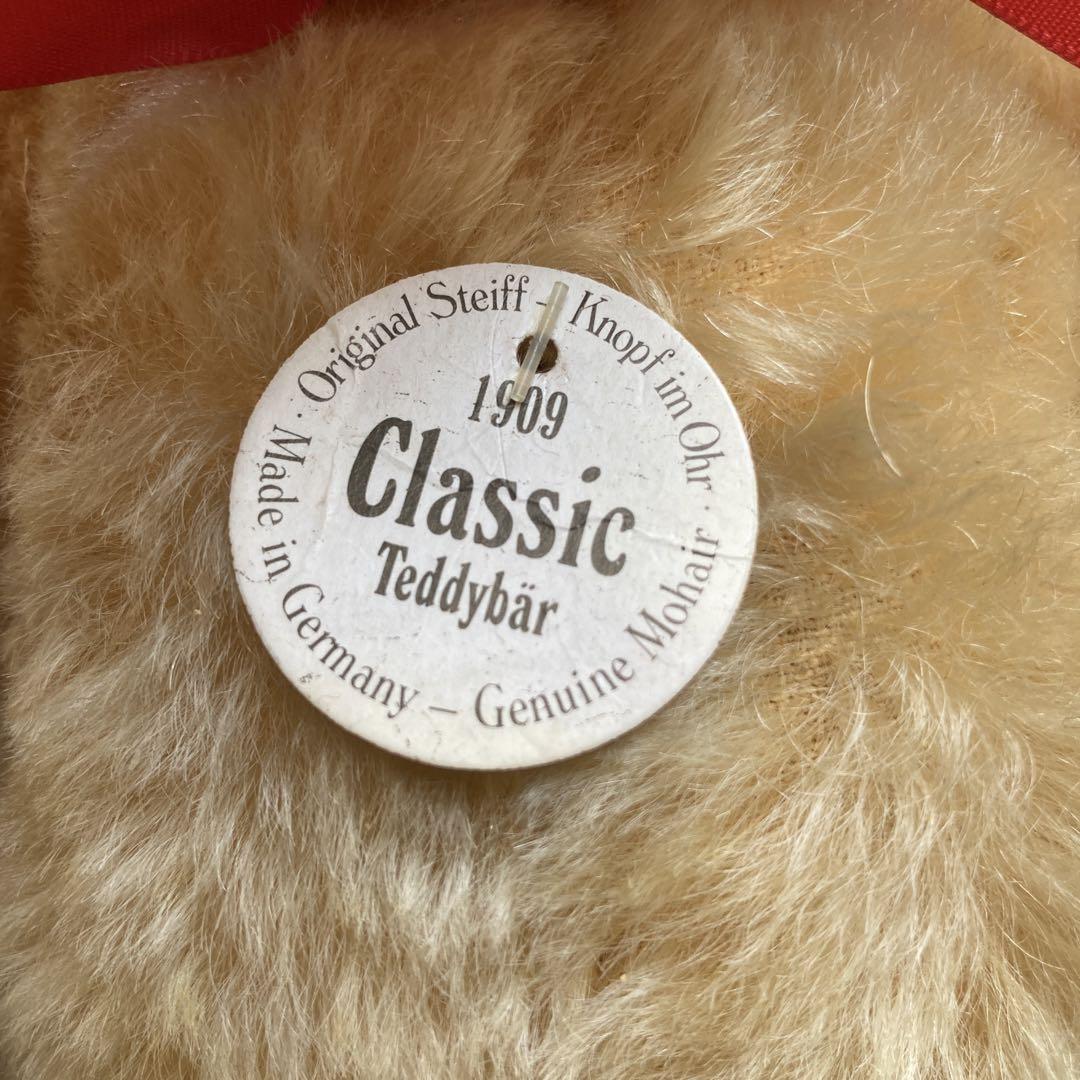 · Original Steiff – Knopf im Ohr ·
1909
Classic
Teddybär
Made in Germany – Genuine Mohair